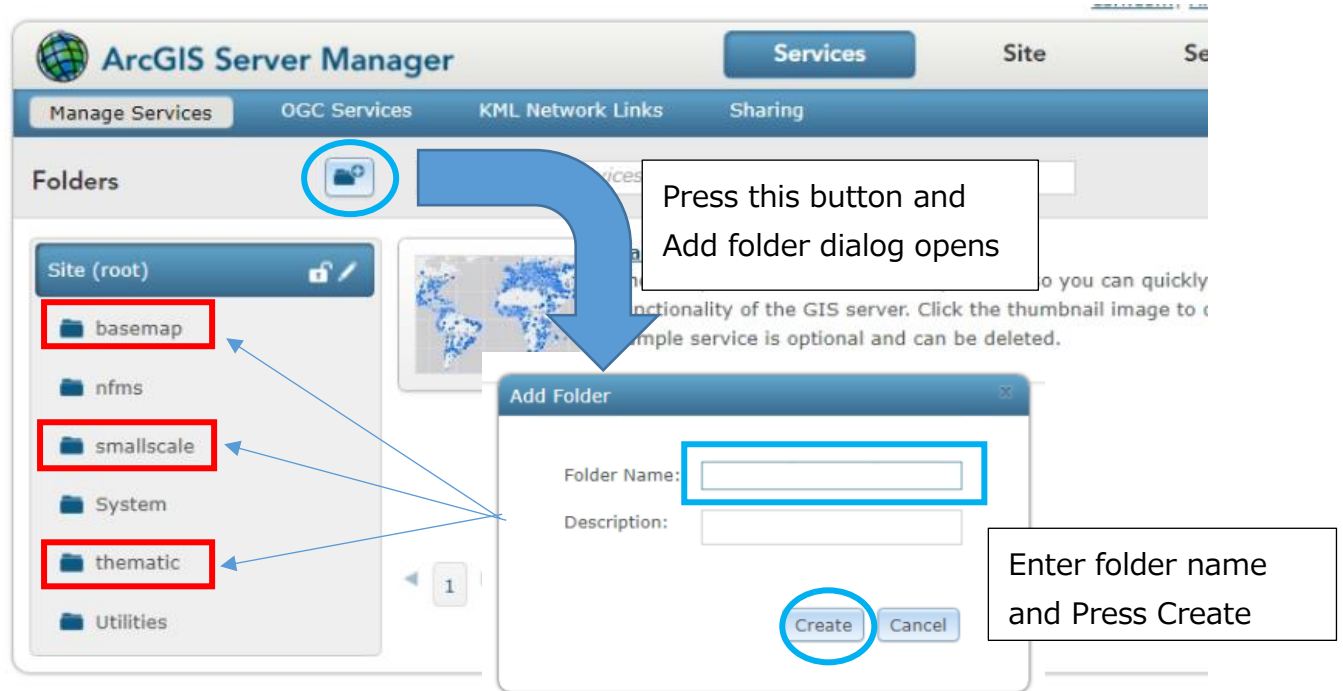 ArcGIS Server Manager
Services
Site
Se
Manage Services
OGC Services
KML Network Links
Sharing
Folders
vices
Press this button and
Add folder dialog opens
Site (root)
o you can quickly
nctionality of the GIS server. Click the thumbnail image to
mple service is optional and can be deleted.
basemap
nfms
smallscale
System
thematic
Utilities
1
Add Folder
Folder Name:
Description:
Create
Cancel
Enter folder name
and Press Create